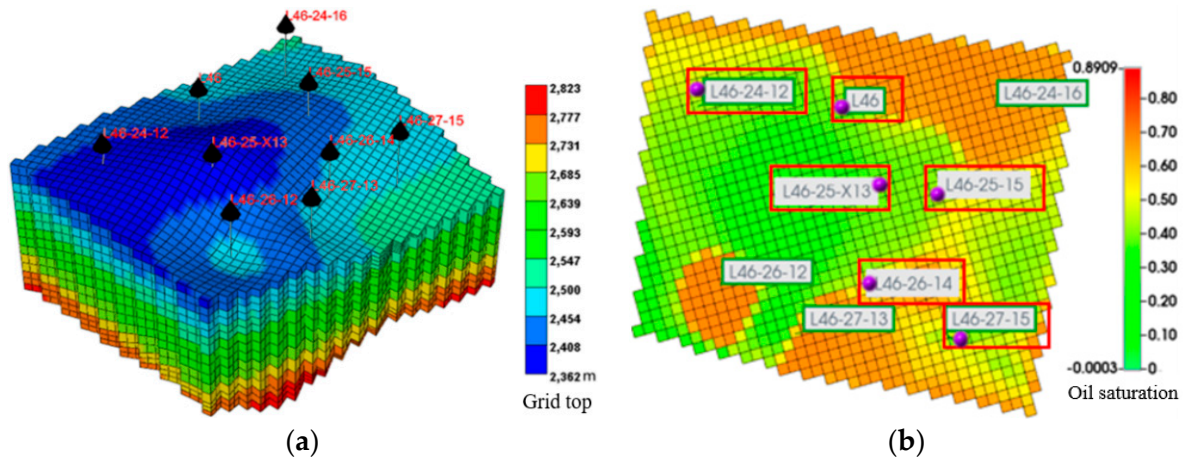 L46-24-16
L46
L46-25-15
L46-24-12
L46-25-X13
L46-27-15
L46-26-14
L46-27-13
L46-26-12
2,823
2,777
2,731
2,685
2,639
2,593
2,547
2,500
2,454
2,408
2,362 m
Grid top
(a)
L46-24-12
L46
L46-24-16
L46-25-X13
L46-25-15
L46-26-12
L46-26-14
L46-27-13
L46-27-15
0.8909
0.80
0.70
0.60
0.50
0.40
0.30
0.20
0.10
-0.0003
0
Oil saturation
(b)